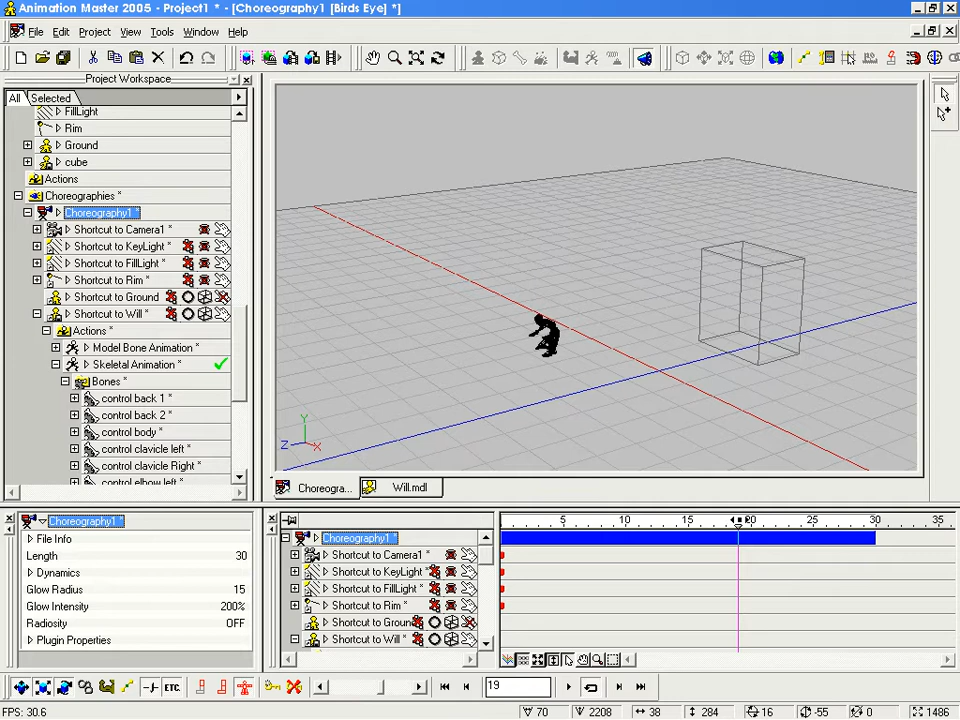 Animation Master 2005 - Project1 * - [Choreography1 [Birds Eye] *]
File Edit Project View Tools Window Help
Project Workspace
All Selected
FillLight
Rim
Ground
cube
Actions
Choreographies *
Choreography1 *
Shortcut to Camera1 *
Shortcut to KeyLight *
Shortcut to FillLight *
Shortcut to Rim *
Shortcut to Ground
Shortcut to Will *
Actions *
Model Bone Animation *
Skeletal Animation *
Bones *
control back 1 *
control back 2 *
control body *
control clavicle left *
control clavicle Right *
control elbow left *
Y
Z X
Choreogra... Will.mdl
Choreography1 *
File Info
Length 30
Dynamics
Glow Radius 15
Glow Intensity 200%
Radiosity OFF
Plugin Properties
Choreography1 *
Shortcut to Camera1 *
Shortcut to KeyLight *
Shortcut to FillLight *
Shortcut to Rim *
Shortcut to Ground
Shortcut to Will *
5 10 15 20 25 30 35
ETC. 19
FPS: 30.6 70 2208 38 284 16 -55 0 1486